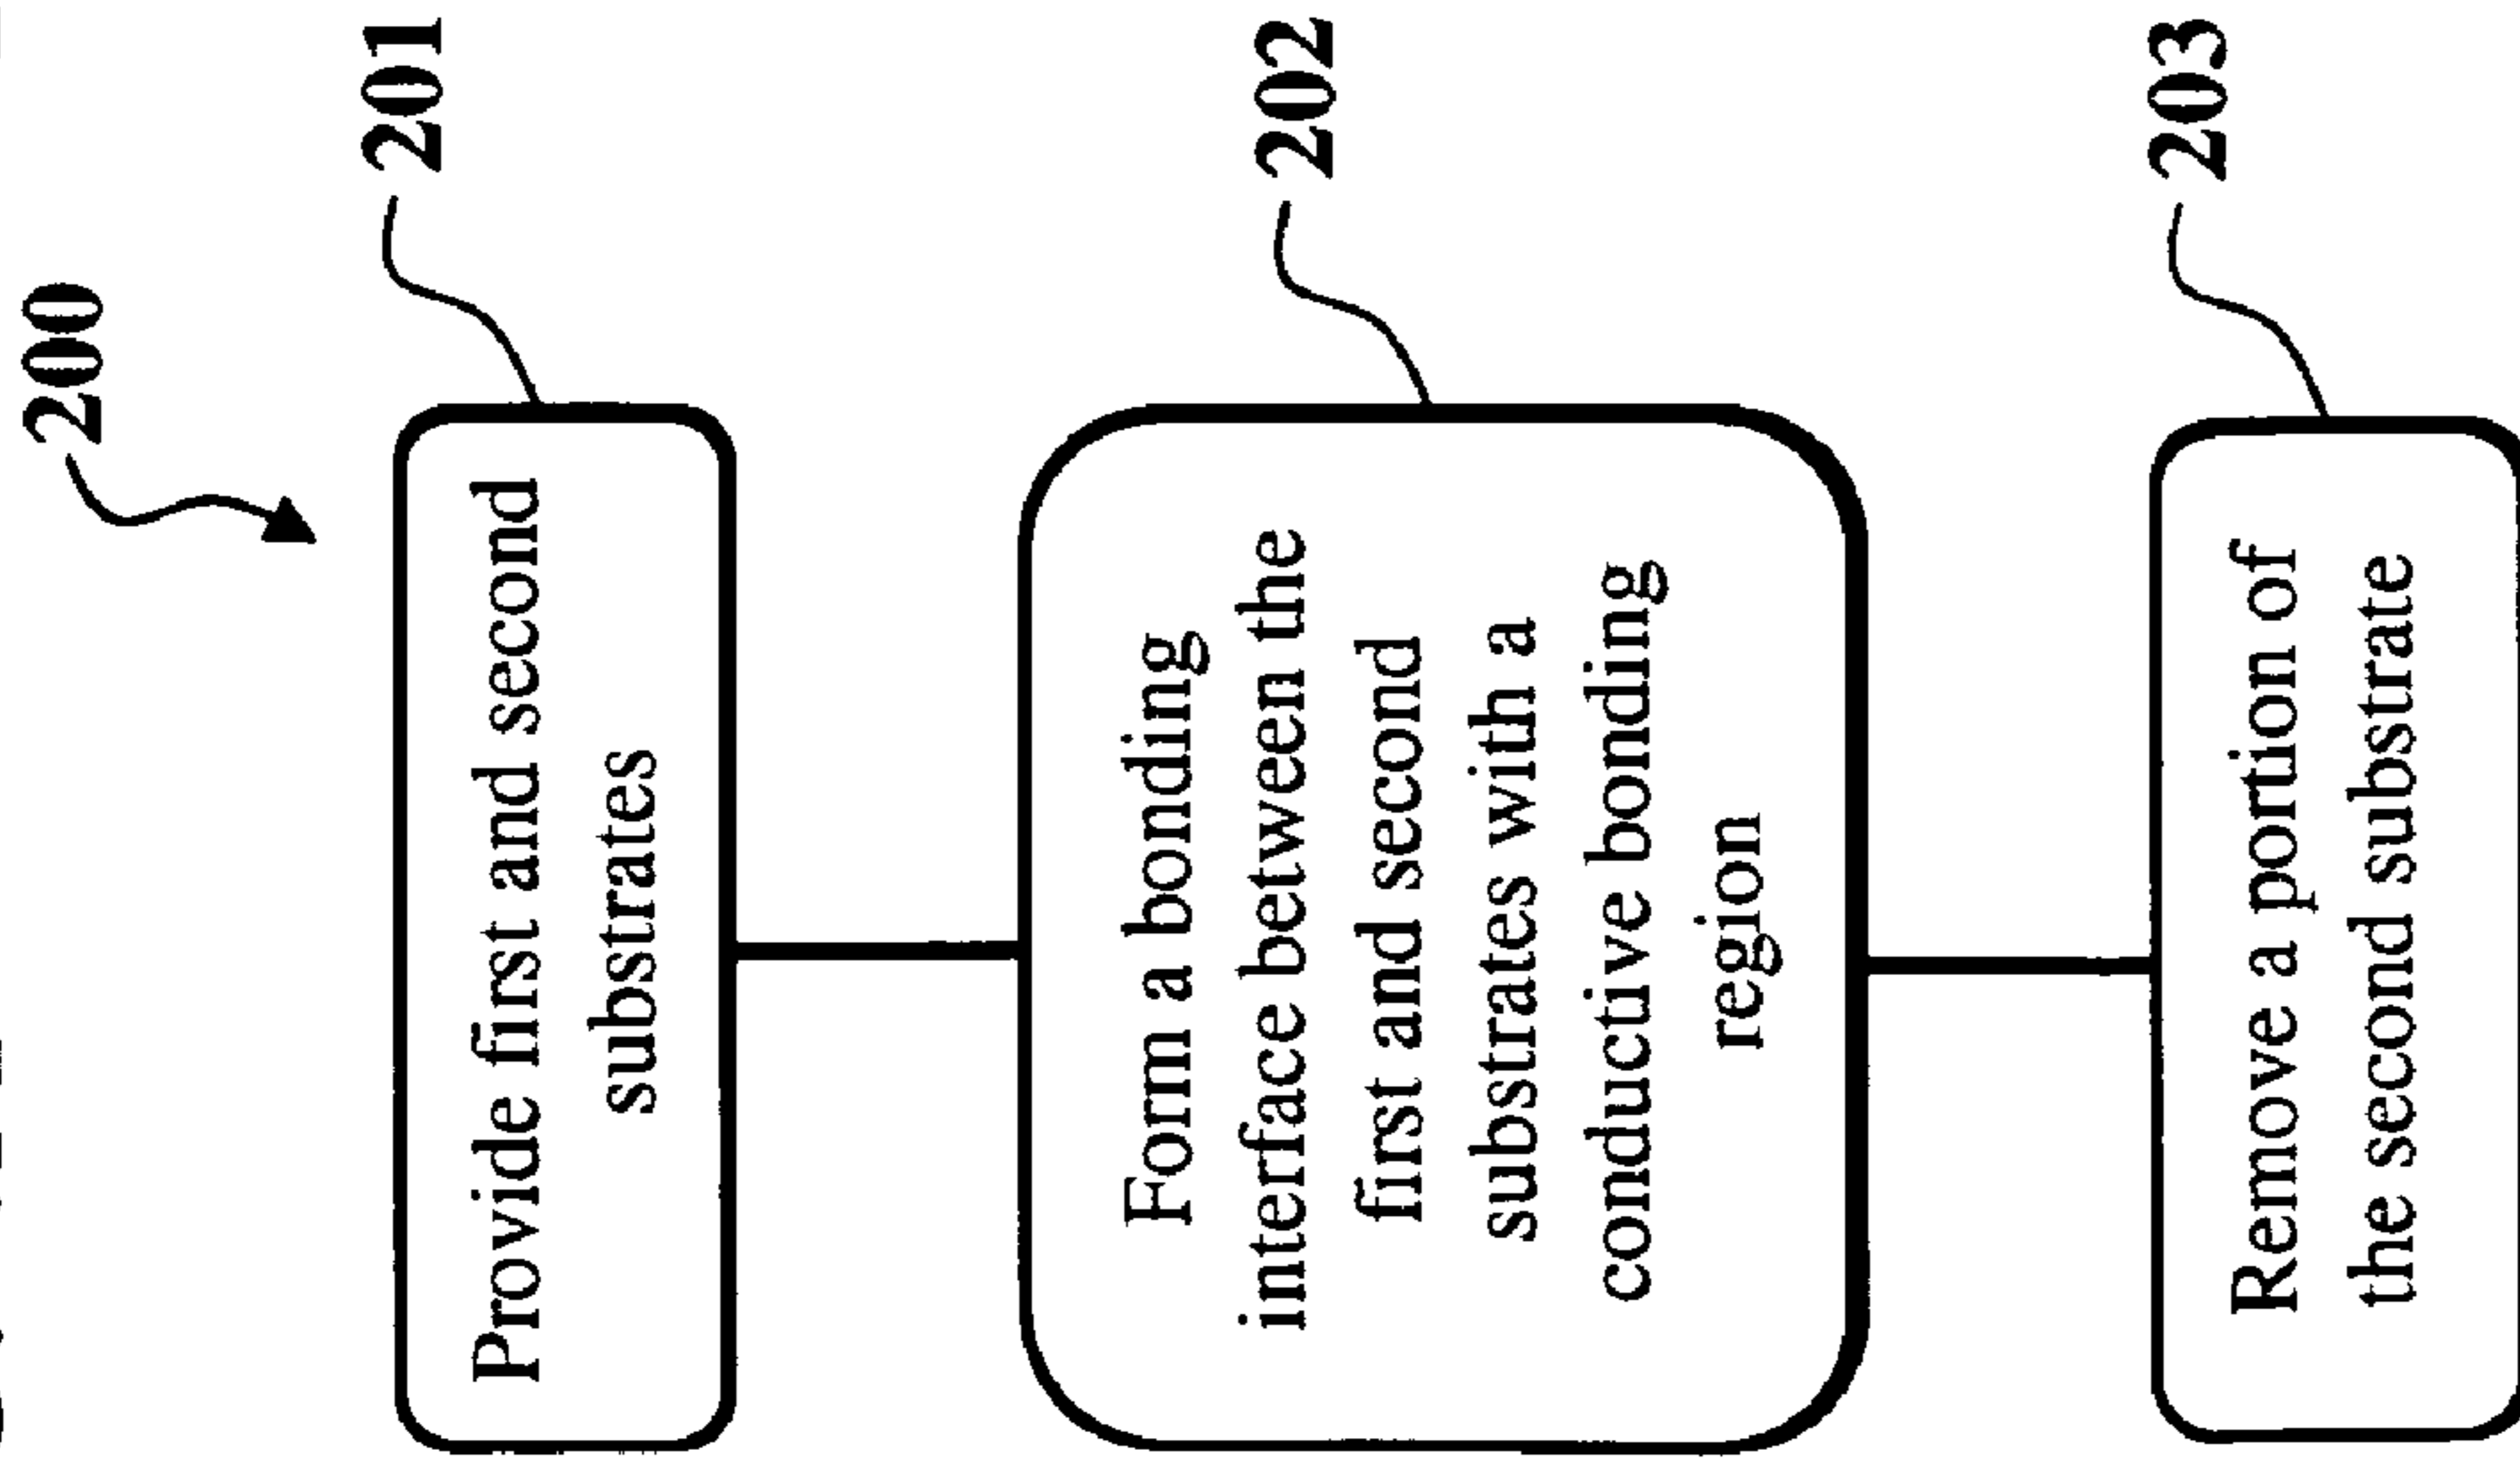 200
Provide first and second
substrates
201
Form a bonding
interface between the
first and second
substrates with a
conductive bonding
region
202
Remove a portion of
the second substrate
203